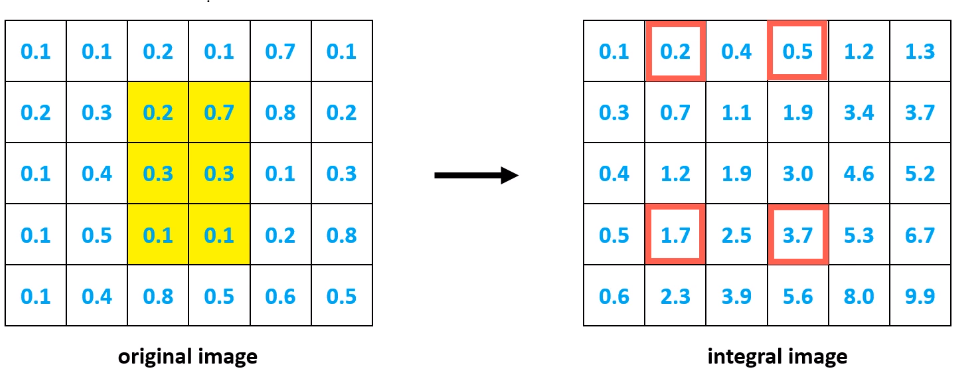 0.1 0.1 0.2 0.1 0.7 0.1
0.2 0.3 0.2 0.7 0.8 0.2
0.1 0.4 0.3 0.3 0.1 0.3
0.1 0.5 0.1 0.1 0.2 0.8
0.1 0.4 0.8 0.5 0.6 0.5
original image
0.1 0.2 0.4 0.5 1.2 1.3
0.3 0.7 1.1 1.9 3.4 3.7
0.4 1.2 1.9 3.0 4.6 5.2
0.5 1.7 2.5 3.7 5.3 6.7
0.6 2.3 3.9 5.6 8.0 9.9
integral image